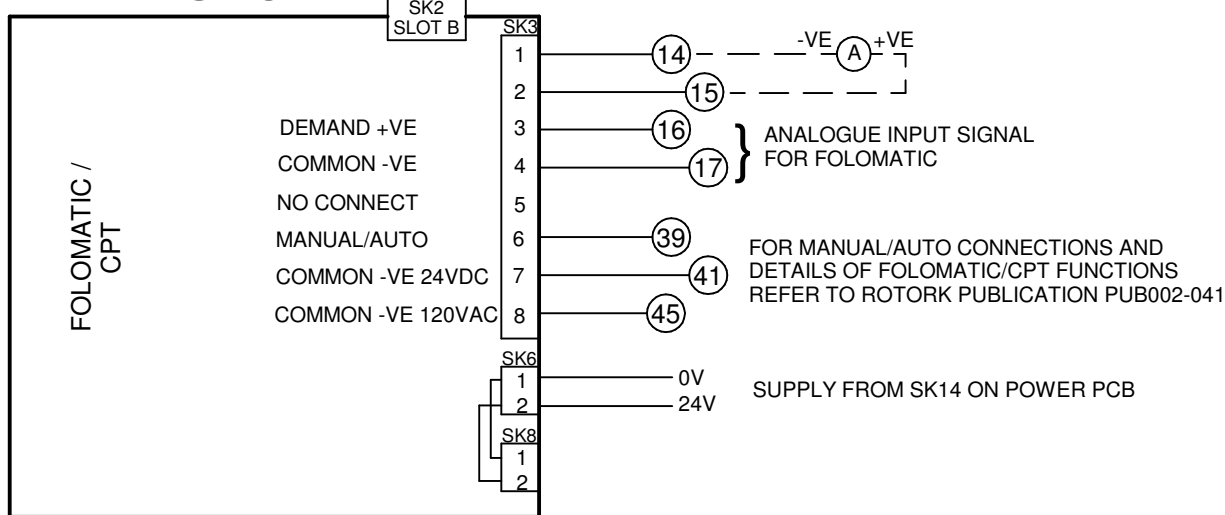 SK2
SLOT B
SK3
1
14
-VE
A
+VE
2
15
DEMAND +VE
3
16
ANALOGUE INPUT SIGNAL
FOR FOLOMATIC
COMMON -VE
4
17
NO CONNECT
5
MANUAL/AUTO
6
39
FOR MANUAL/AUTO CONNECTIONS AND
DETAILS OF FOLOMATIC/CPT FUNCTIONS
REFER TO ROTORK PUBLICATION PUB002-041
COMMON -VE 24VDC
7
41
COMMON -VE 120VAC
8
45
FOLOMATIC /
CPT
SK6
1
0V
2
24V
SUPPLY FROM SK14 ON POWER PCB
SK8
1
2